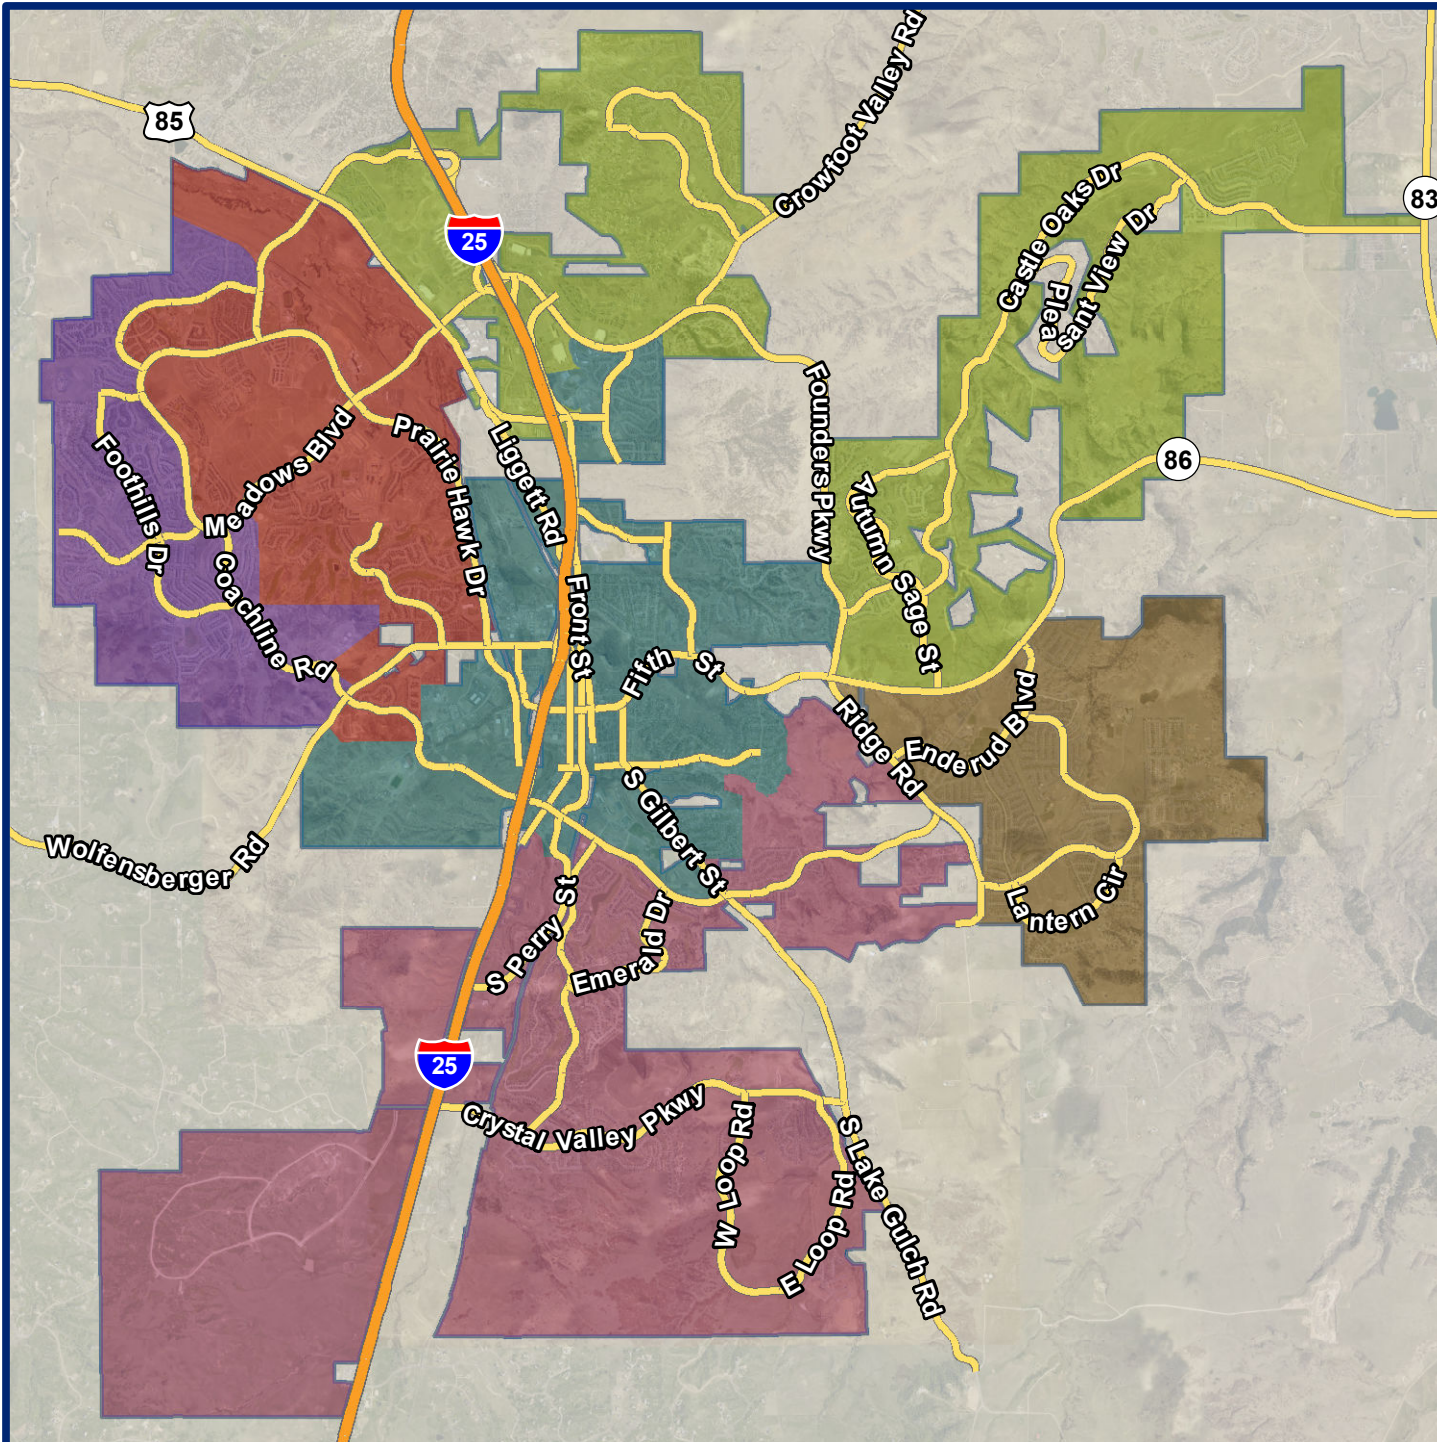 Crowfoot Valley Rd
85
83
25
Castle Oaks Dr
Pleasant View Dr
Founders Pkwy
Meadows Blvd
Prairie Hawk Dr
Liggett Rd
Foothills Dr
86
Autumn Sage St
Coachline Rd
Front St
Fifth St
Ridge Rd
Enderud Blvd
S Gilbert St
Wolfensberger Rd
Lantern Cir
S Perry St
Emerald Dr
25
Crystal Valley Pkwy
W Loop Rd
E Loop Rd
S Lake Gulch Rd